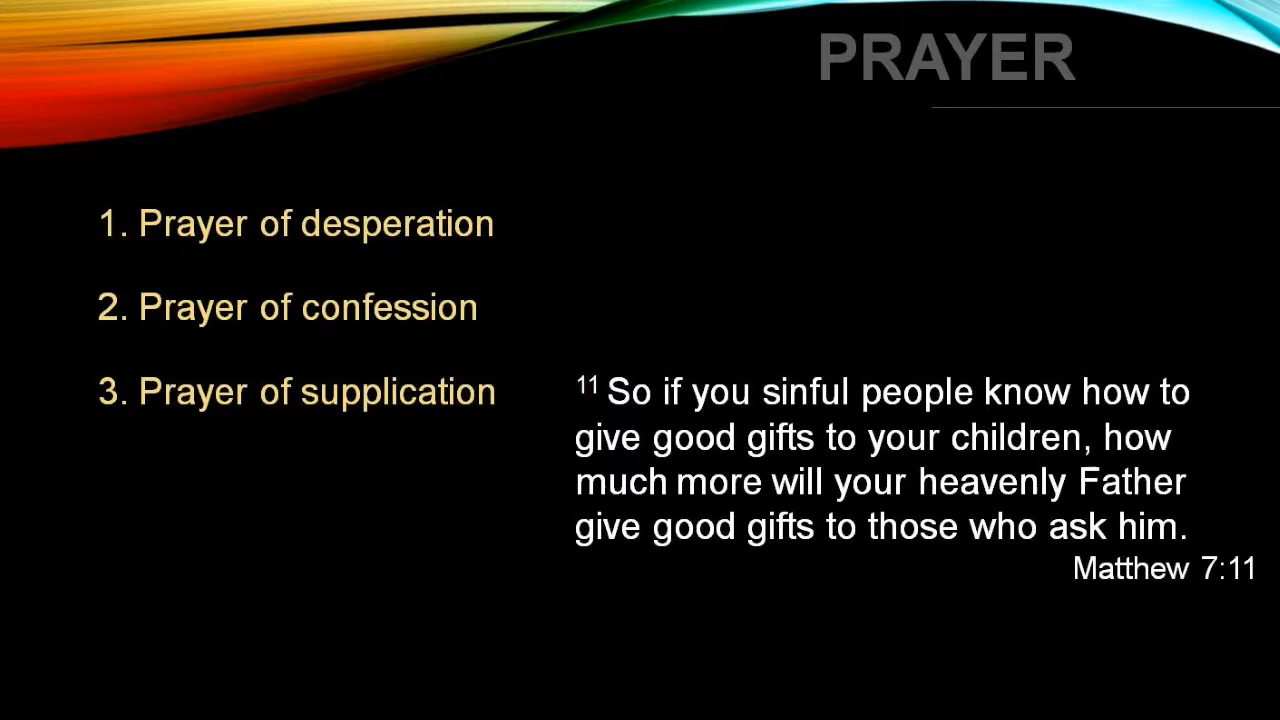 PRAYER
1. Prayer of desperation
2. Prayer of confession
3. Prayer of supplication
11 So if you sinful people know how to
give good gifts to your children, how
much more will your heavenly Father
give good gifts to those who ask him.
Matthew 7:11